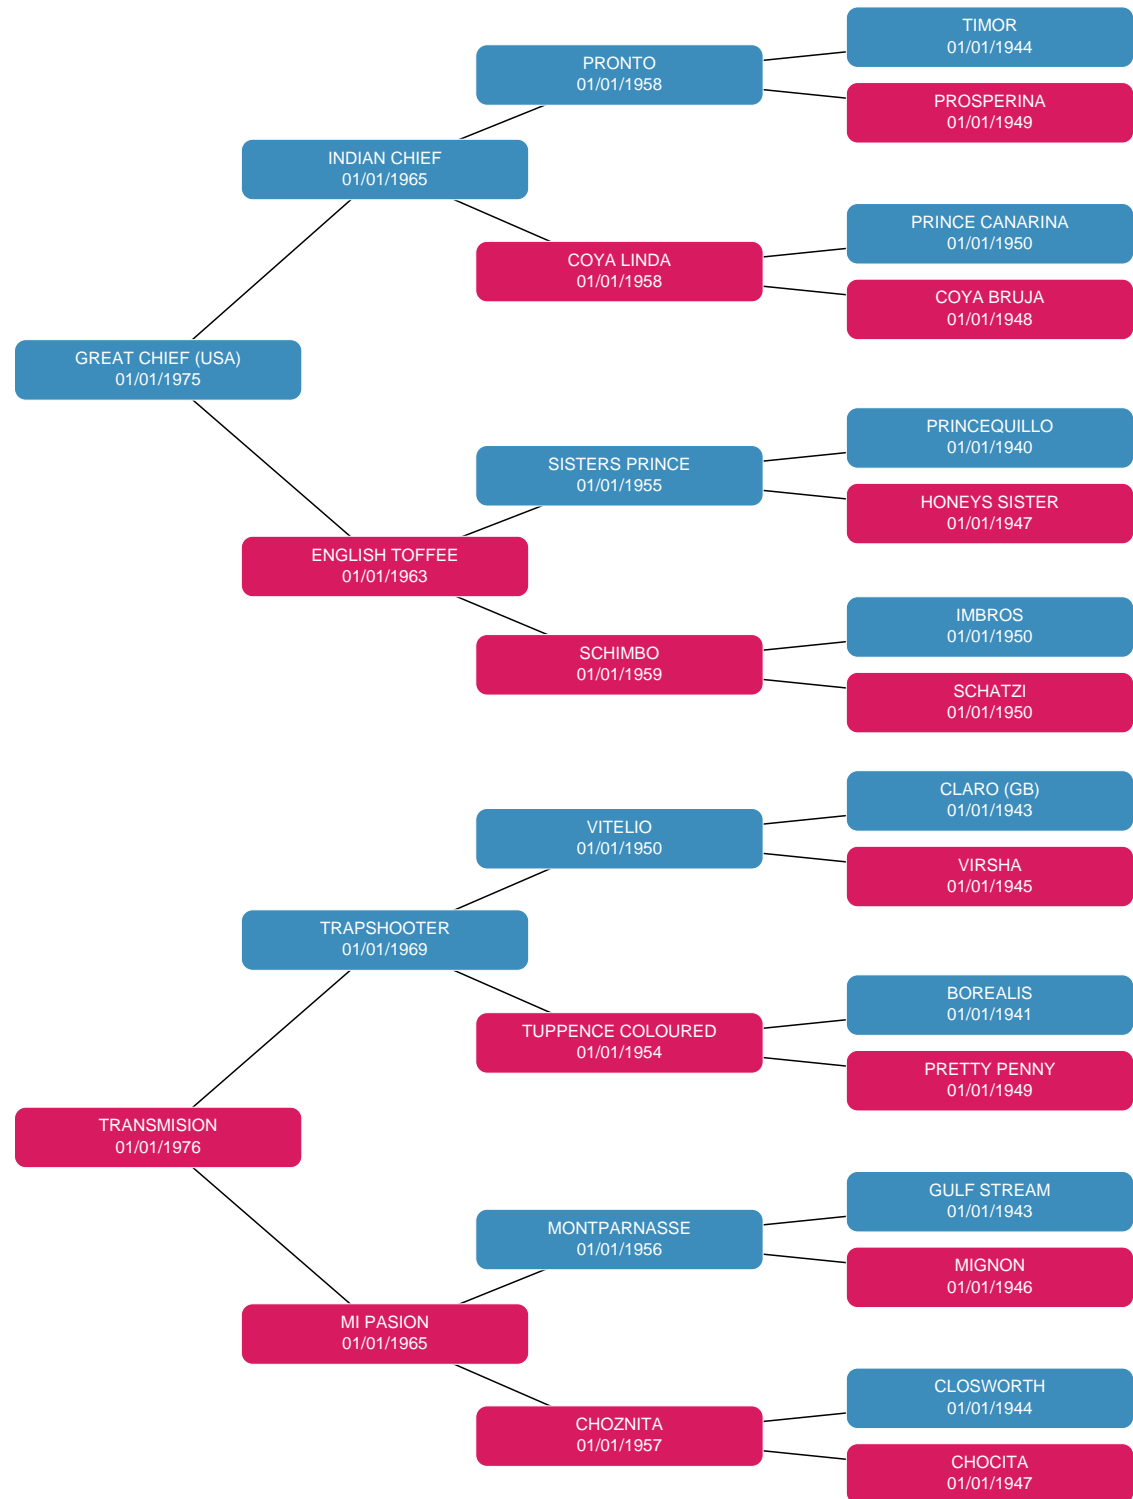 TIMOR
01/01/1944
PRONTO
01/01/1958
PROSPERINA
01/01/1949
INDIAN CHIEF
01/01/1965
PRINCE CANARINA
01/01/1950
COYA LINDA
01/01/1958
COYA BRUJA
01/01/1948
GREAT CHIEF (USA)
01/01/1975
PRINCEQUILLO
01/01/1940
SISTERS PRINCE
01/01/1955
HONEYS SISTER
01/01/1947
ENGLISH TOFFEE
01/01/1963
IMBROS
01/01/1950
SCHIMBO
01/01/1959
SCHATZI
01/01/1950
CLARO (GB)
01/01/1943
VITELIO
01/01/1950
VIRSHA
01/01/1945
TRAPSHOOTER
01/01/1969
BOREALIS
01/01/1941
TUPPENCE COLOURED
01/01/1954
PRETTY PENNY
01/01/1949
TRANSMISION
01/01/1976
GULF STREAM
01/01/1943
MONTPARNASSE
01/01/1956
MIGNON
01/01/1946
MI PASION
01/01/1965
CLOSWORTH
01/01/1944
CHOZNITA
01/01/1957
CHOCITA
01/01/1947